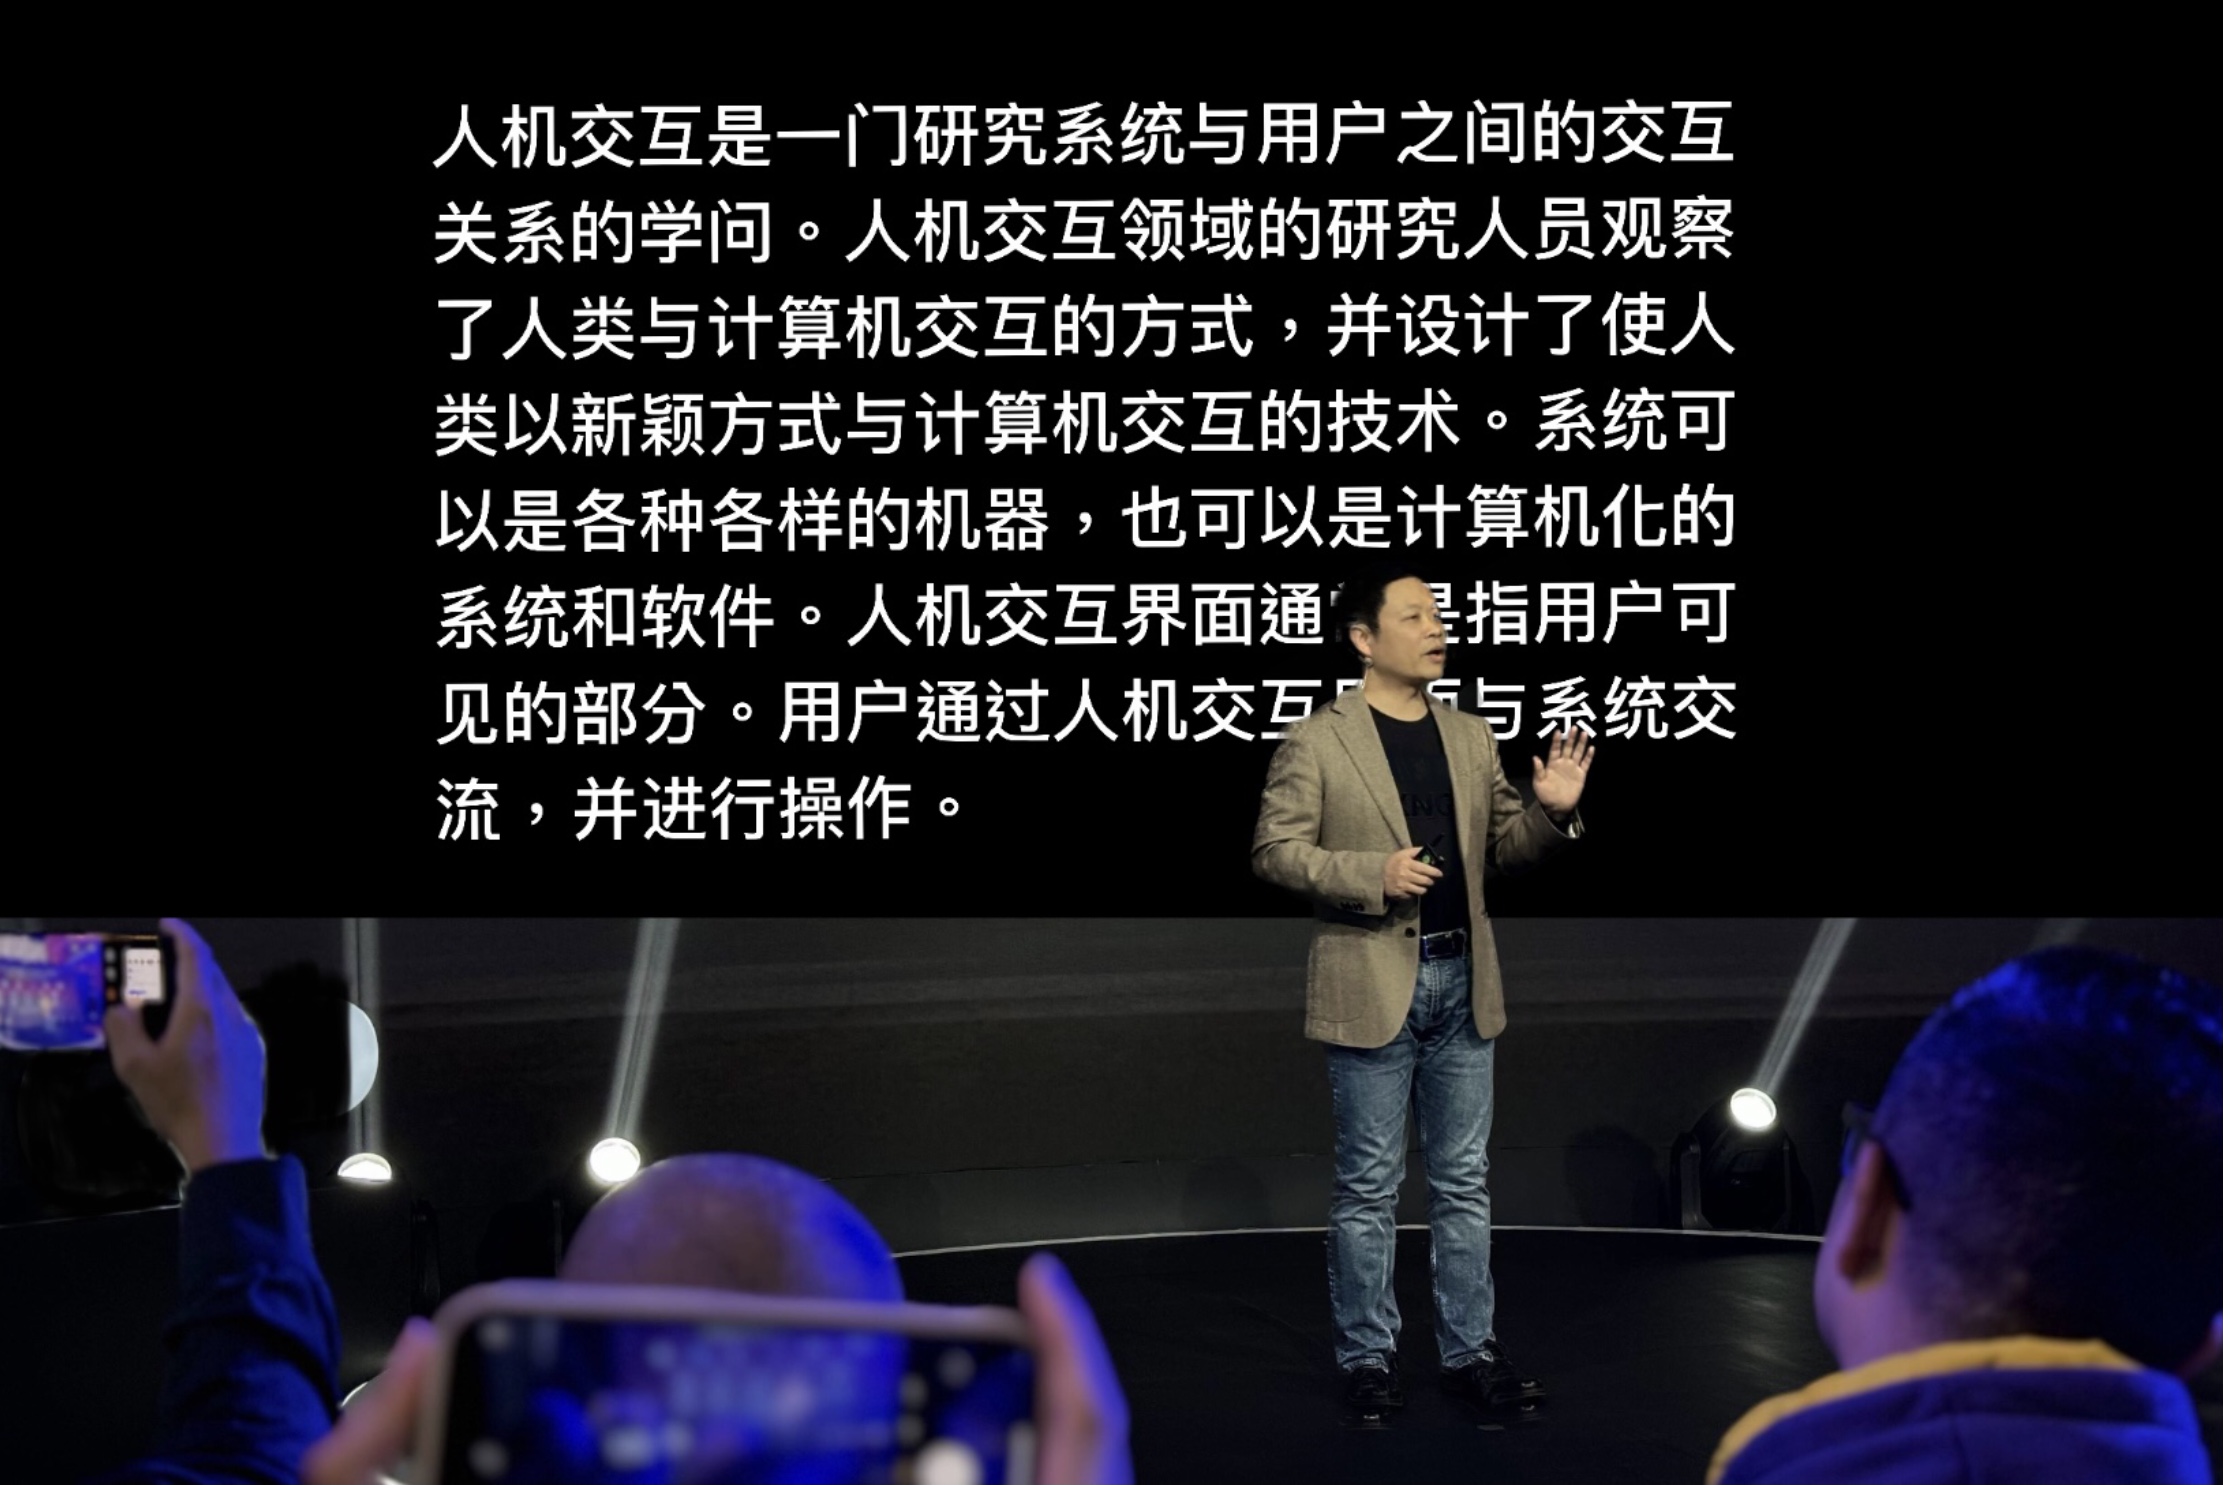 人机交互是一门研究系统与用户之间的交互
关系的学问。人机交互领域的研究人员观察
了人类与计算机交互的方式，并设计了使人
类以新颖方式与计算机交互的技术。系统可
以是各种各样的机器，也可以是计算机化的
系统和软件。人机交互界面通是指用户可
见的部分。用户通过人机交互与系统交
流，并进行操作。